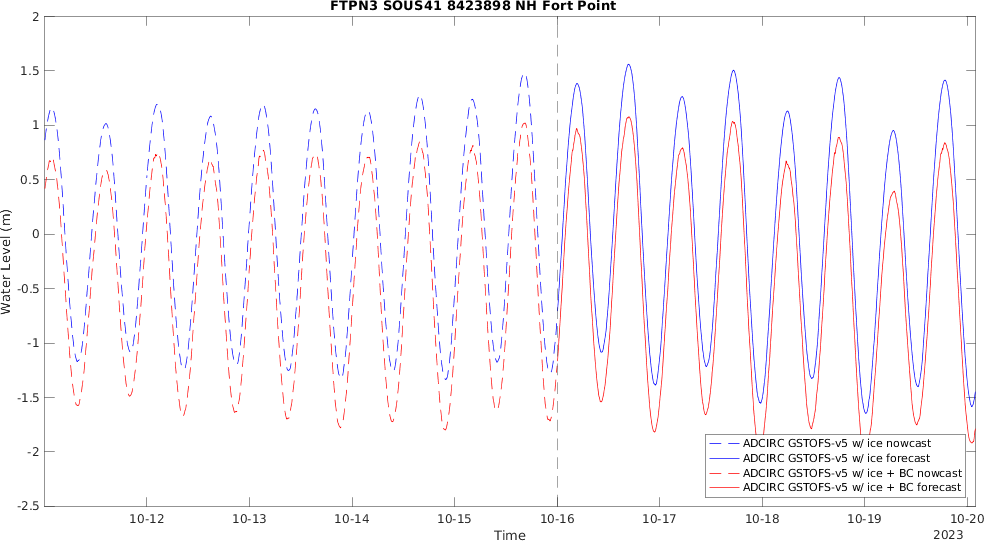 FTPN3 SOUS41 8423898 NH Fort Point
2
1.5
1
0.5
0
-0.5
-1
-1.5
-2
-2.5
Water Level (m)
ADCIRC GSTOFS-v5 w/ ice nowcast
ADCIRC GSTOFS-v5 w/ ice forecast
ADCIRC GSTOFS-v5 w/ ice + BC nowcast
ADCIRC GSTOFS-v5 w/ ice + BC forecast
10-12 10-13 10-14 10-15 10-16 10-17 10-18 10-19 10-20
Time
2023